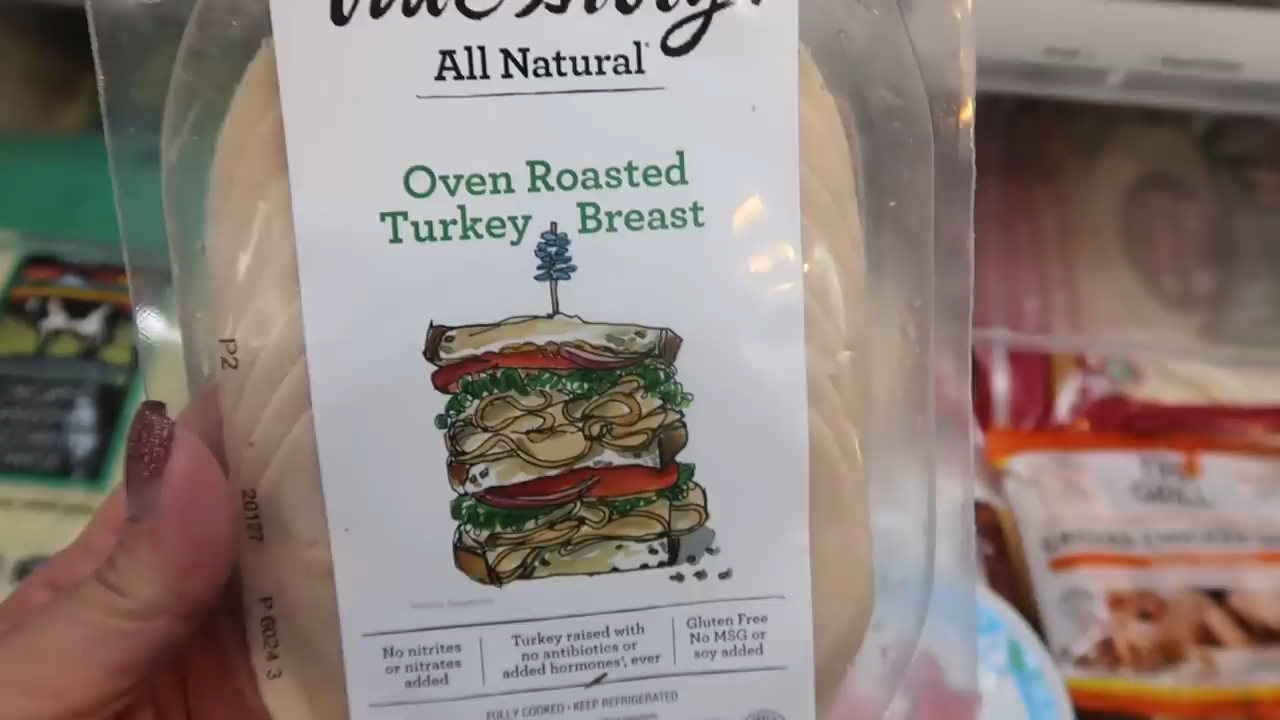 All Natural*
Oven Roasted
Turkey Breast
P2
20127
P 6024 3
No nitrites
or nitrates
added
Turkey raised with
no antibiotics or
added hormones†, ever
Gluten Free
No MSG or
soy added
FULLY COOKED • KEEP REFRIGERATED